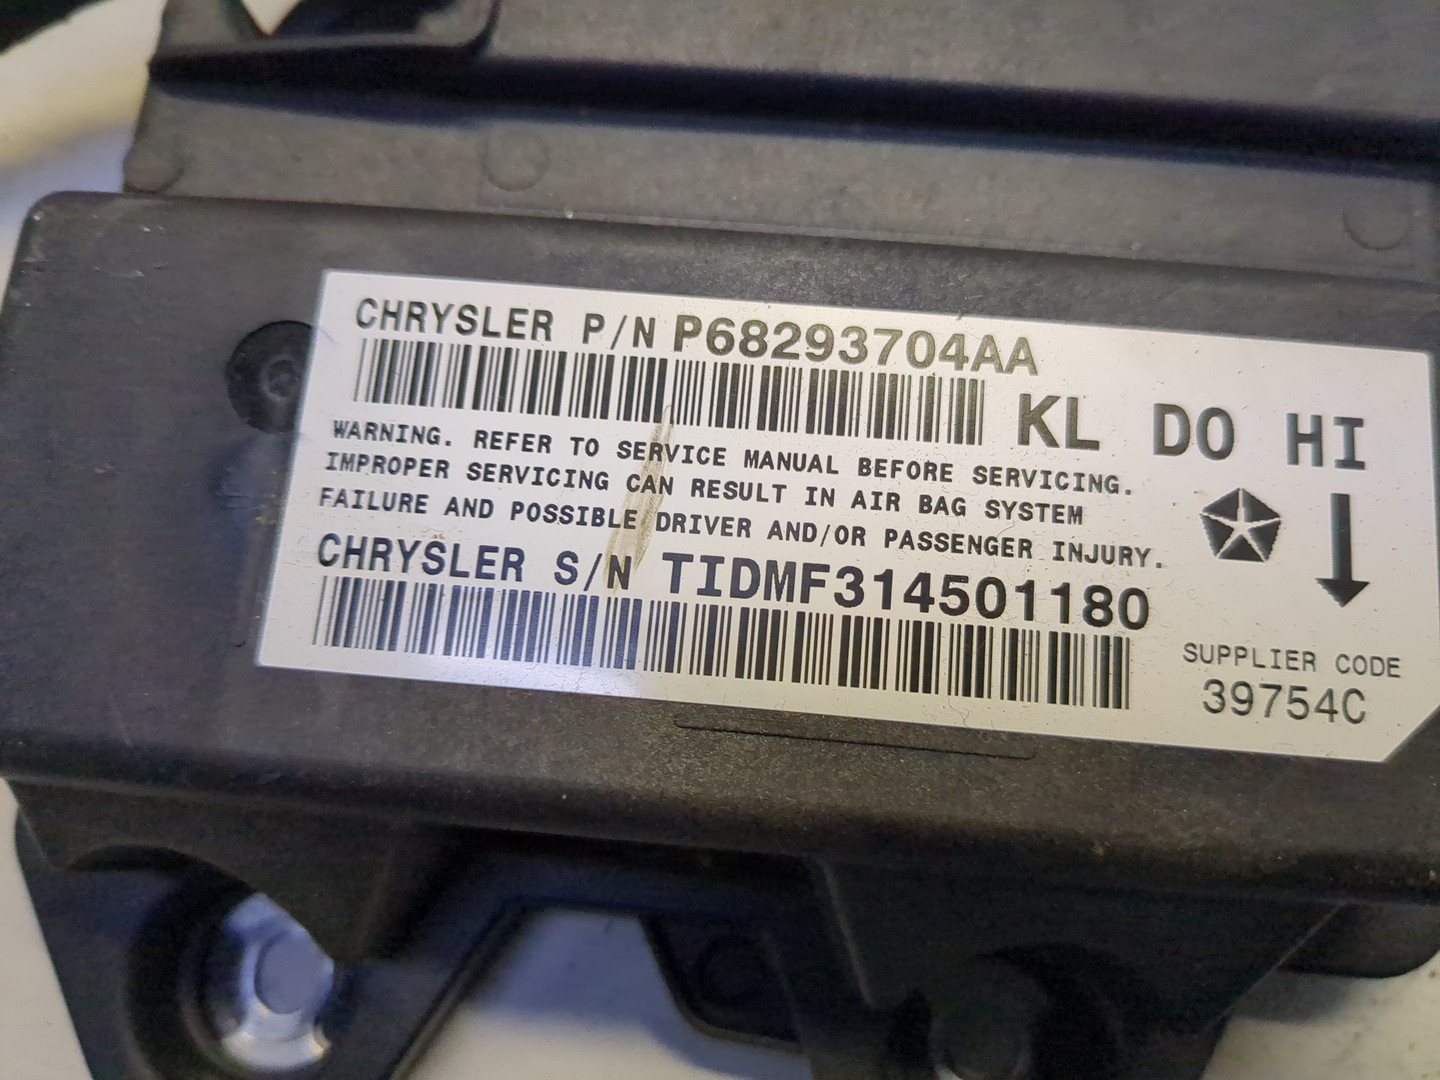 CHRYSLER P/N P68293704AA
KL DO HI
WARNING. REFER TO SERVICE MANUAL BEFORE SERVICING.
IMPROPER SERVICING CAN RESULT IN AIR BAG SYSTEM
FAILURE AND POSSIBLE DRIVER AND/OR PASSENGER INJURY.
CHRYSLER S/N TIDMF314501180
SUPPLIER CODE
39754C